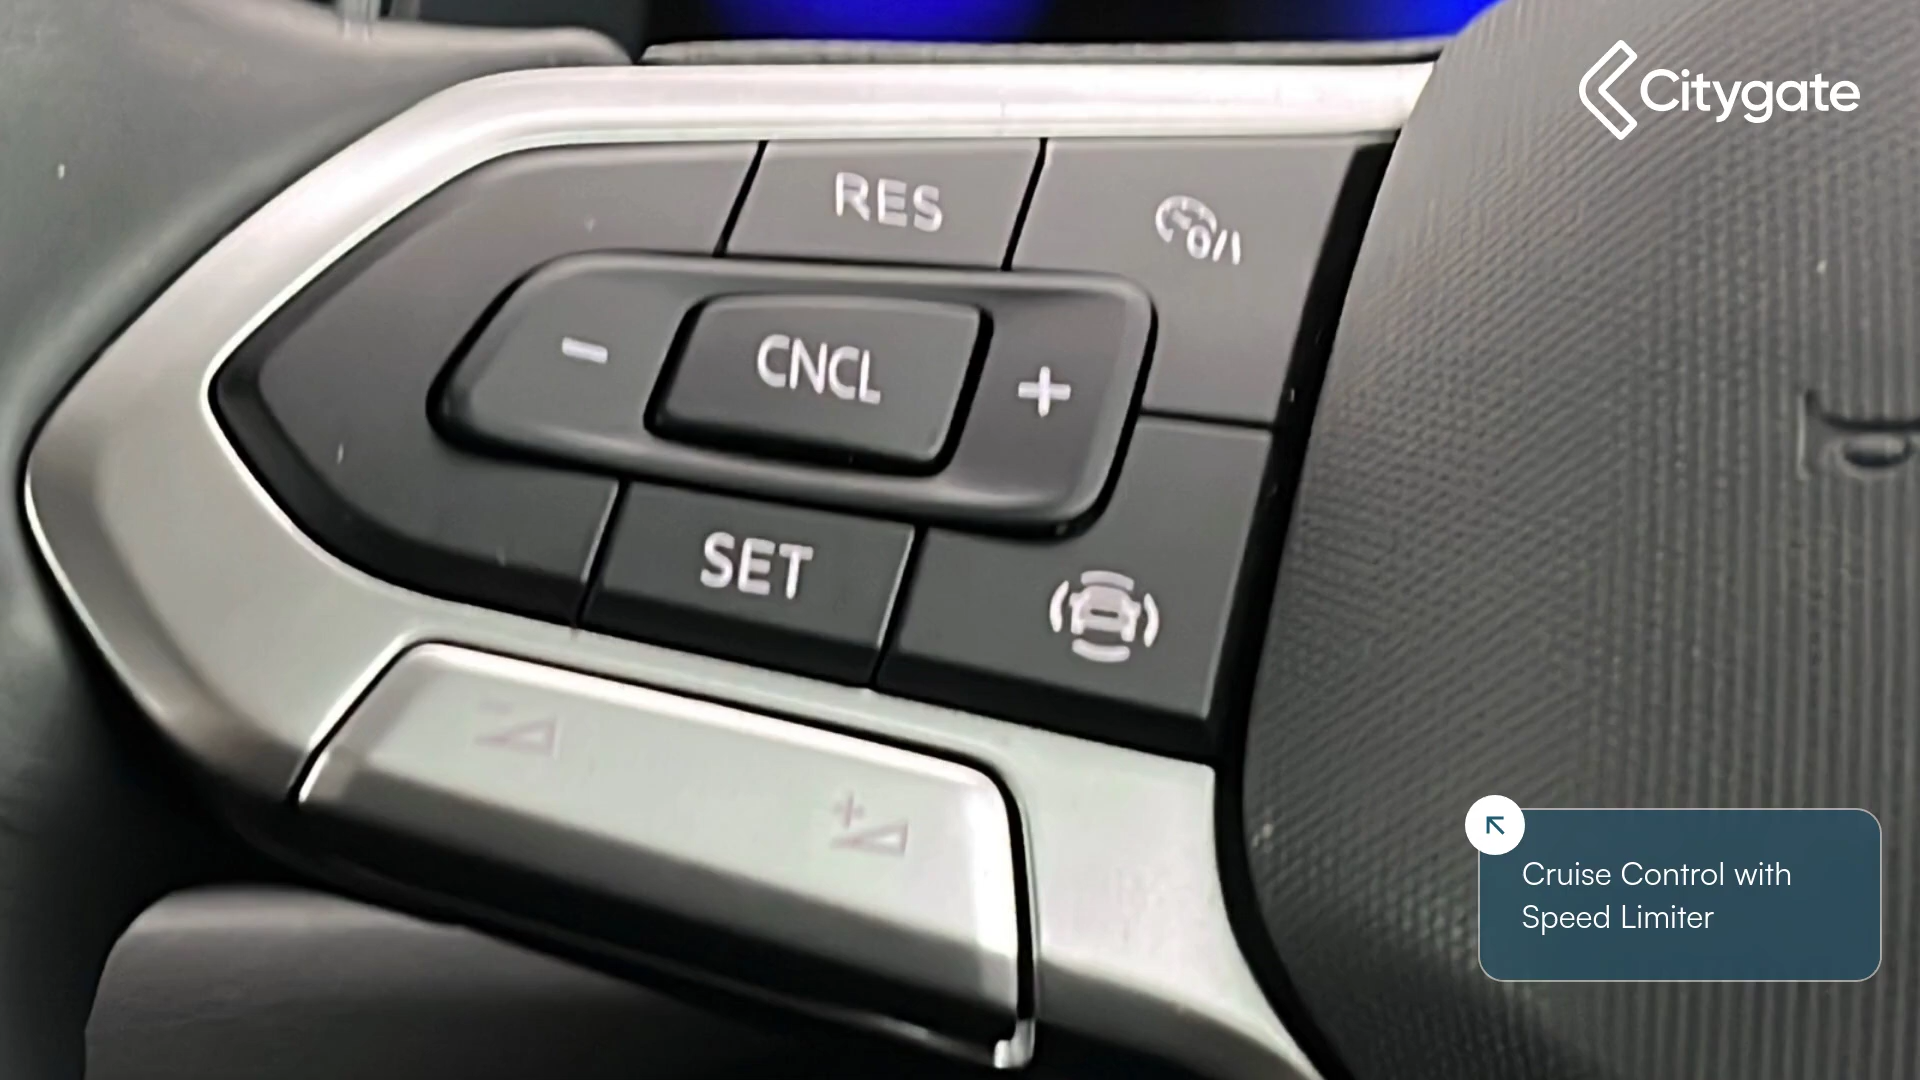 Citygate
RES
- CNCL +
SET
Cruise Control with
Speed Limiter